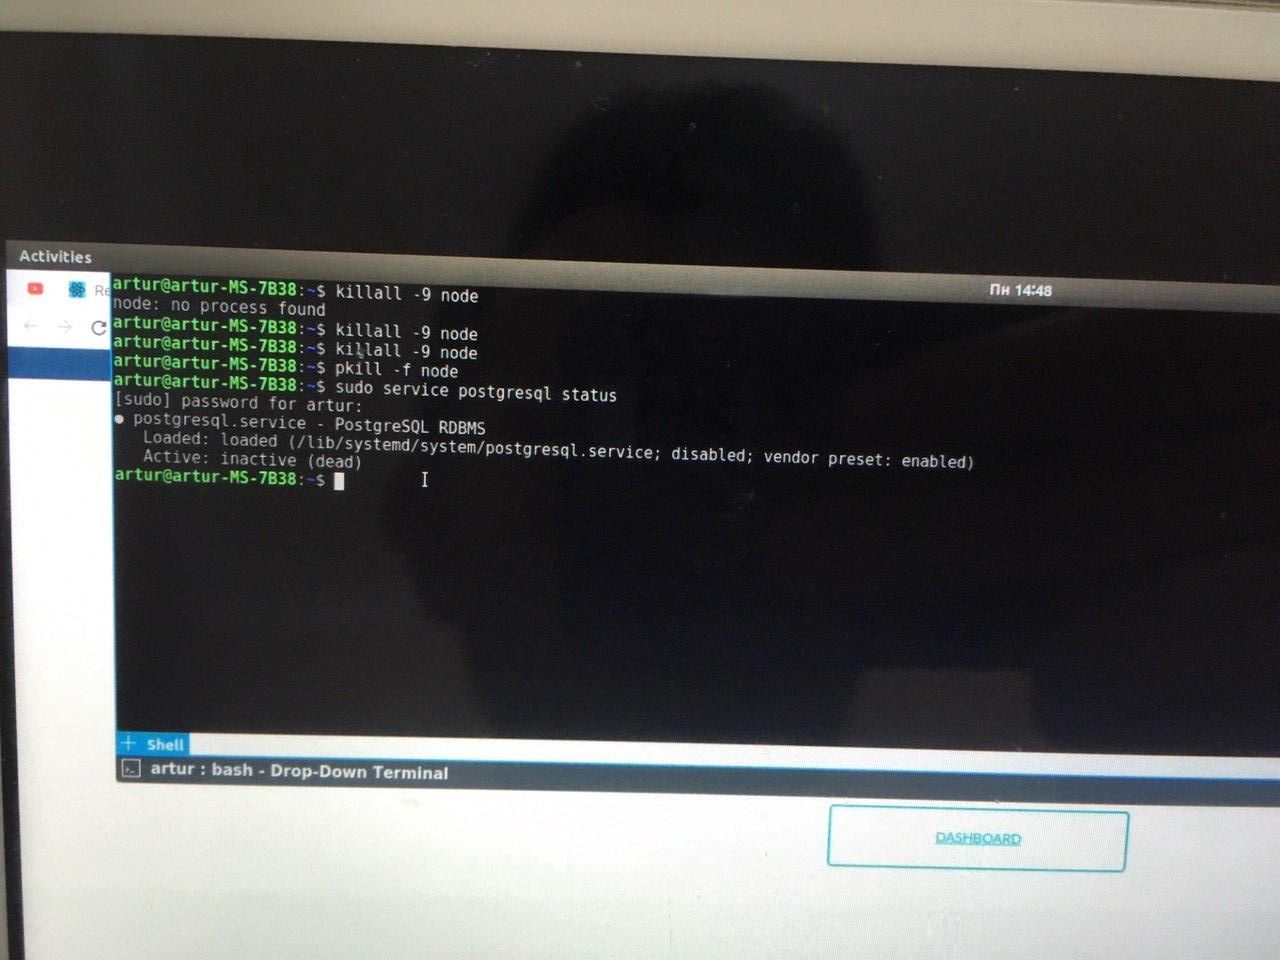 Activities
Пн 14:48
Re
artur@artur-MS-7B38:~$ killall -9 node
node: no process found
artur@artur-MS-7B38:~$ killall -9 node
artur@artur-MS-7B38:~$ killall -9 node
artur@artur-MS-7B38:~$ pkill -f node
artur@artur-MS-7B38:~$ sudo service postgresql status
[sudo] password for artur:
● postgresql.service - PostgreSQL RDBMS
Loaded: loaded (/lib/systemd/system/postgresql.service; disabled; vendor preset: enabled)
Active: inactive (dead)
artur@artur-MS-7B38:~$
Shell
artur : bash - Drop-Down Terminal
DASHBOARD